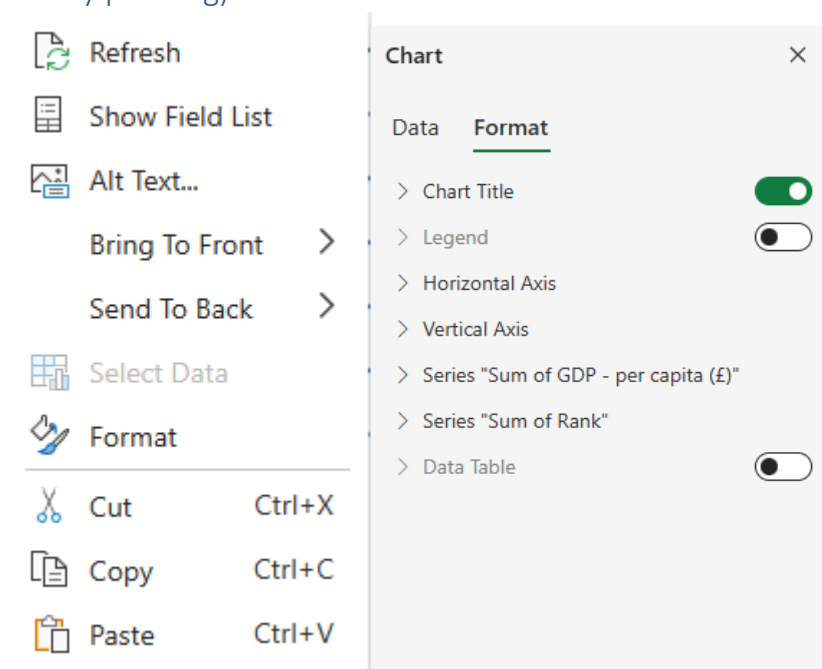 Refresh
Show Field List
Alt Text...
Bring To Front
Send To Back
Select Data
Format
Cut Ctrl+X
Copy Ctrl+C
Paste Ctrl+V
Chart
Data Format
Chart Title
Legend
Horizontal Axis
Vertical Axis
Series "Sum of GDP - per capita (£)"
Series "Sum of Rank"
Data Table